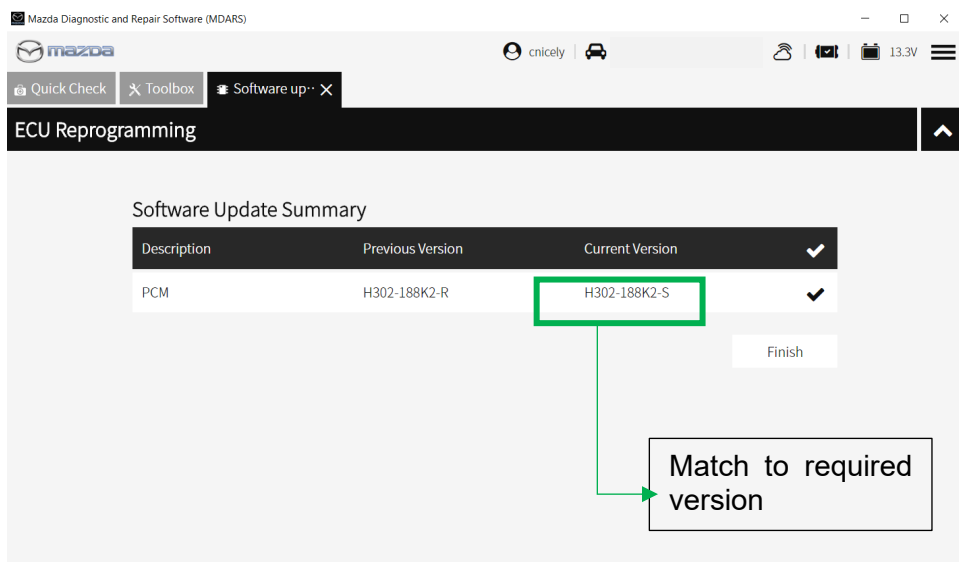 Mazda Diagnostic and Repair Software (MDARS)
mazda
cnicely
13.3V
Quick Check
Toolbox
Software up··
ECU Reprogramming
Software Update Summary
Description Previous Version Current Version
PCM H302-188K2-R H302-188K2-S
Finish
Match to required
version